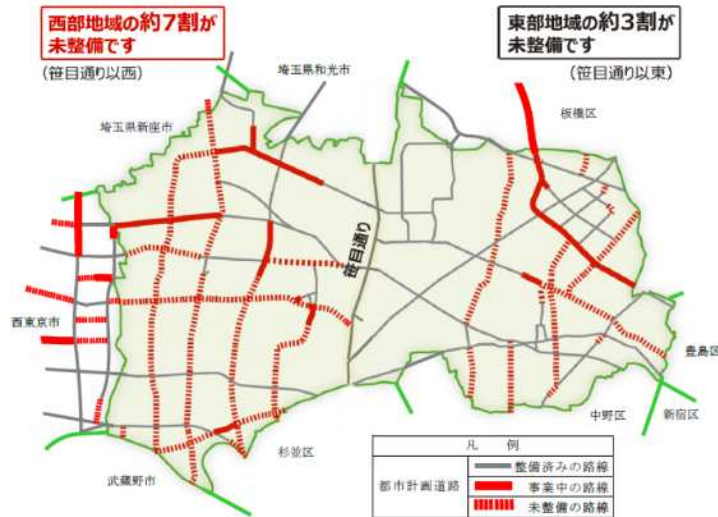 西部地域の約7割が
未整備です
(笹目通り以西)
東部地域の約3割が
未整備です
(笹目通り以東)
埼玉県和光市
埼玉県新座市
板橋区
笹目通り
西東京市
豊島区
中野区
新宿区
杉並区
武蔵野市
凡 例
都市計画道路
整備済みの路線
事業中の路線
未整備の路線